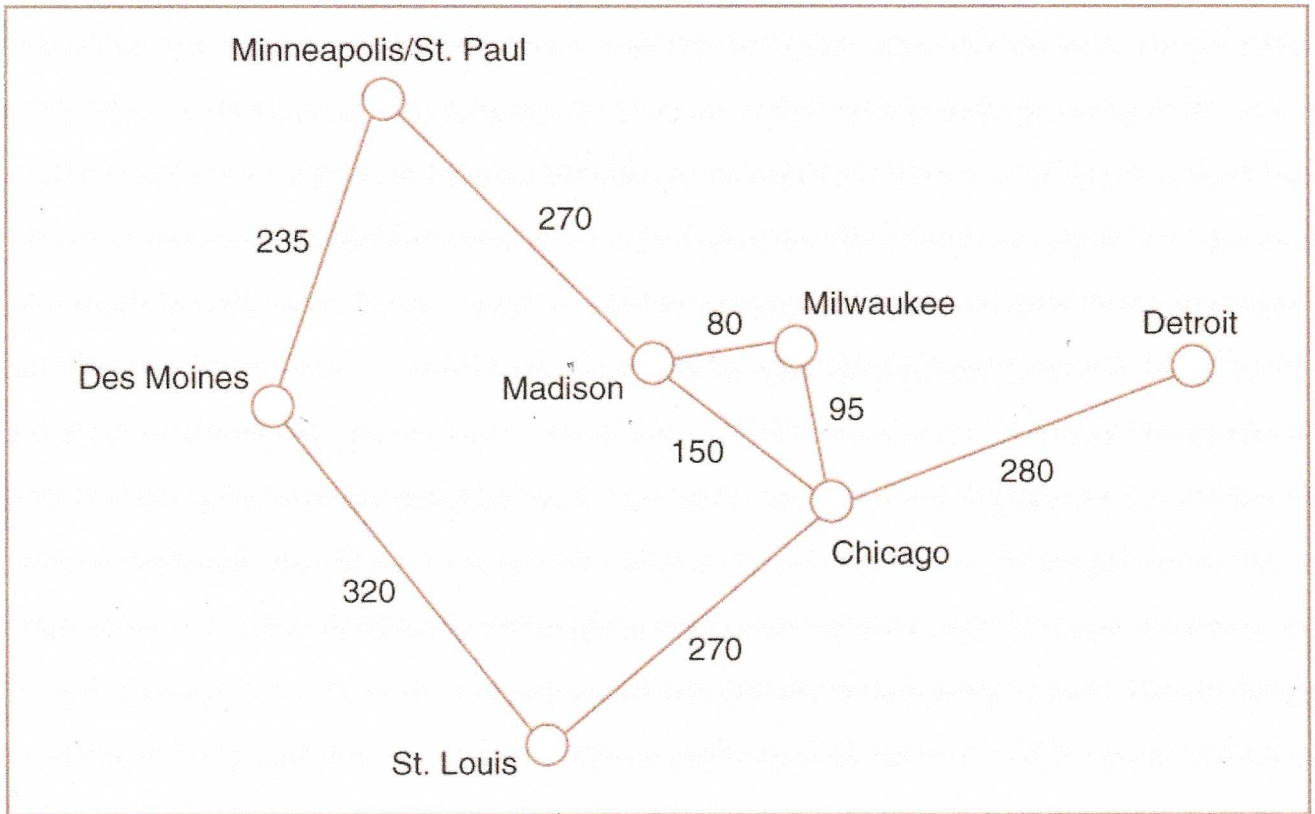 Minneapolis/St. Paul
235
270
Milwaukee
80
Detroit
Des Moines
Madison
95
150
280
Chicago
320
270
St. Louis